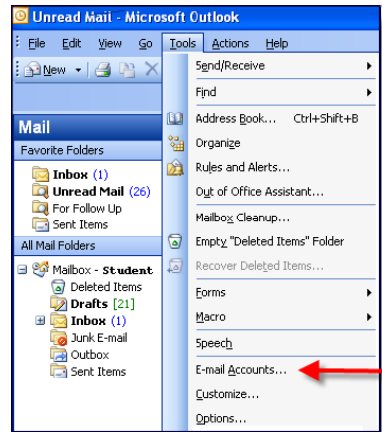 Unread Mail - Microsoft Outlook
File Edit View Go Tools Actions Help
New
Mail
Favorite Folders
Inbox (1)
Unread Mail (26)
For Follow Up
Sent Items
All Mail Folders
Mailbox - Student
Deleted Items
Drafts [21]
Inbox (1)
Junk E-mail
Outbox
Sent Items
Send/Receive
Find
Address Book... Ctrl+Shift+B
Organize
Rules and Alerts...
Out of Office Assistant...
Mailbox Cleanup...
Empty "Deleted Items" Folder
Recover Deleted Items...
Forms
Macro
Speech
E-mail Accounts...
Customize...
Options...